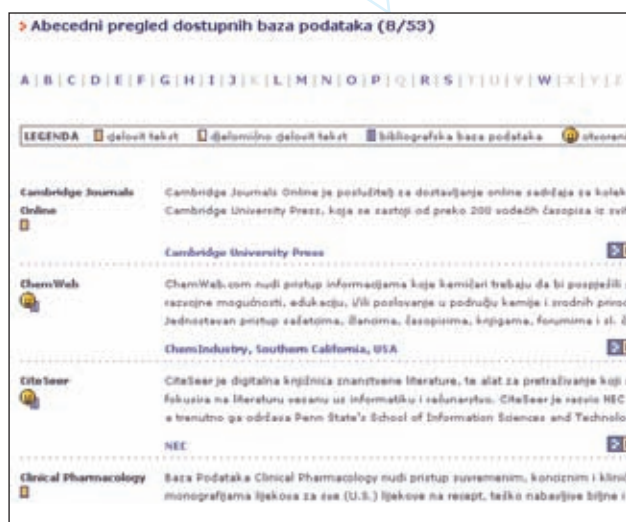 Abecedni pregled dostupnih baza podataka (8/53)
A | B | C | D | E | F | G | H | I | J | K | L | M | N | O | P | Q | R | S | T | U | V | W | X | Y | Z
LEGENDA cjelovit tekst djelomično cjelovit tekst bibliografska baza podataka otvoreni
Cambridge Journals Online
Cambridge Journals Online je poslužitelj za dostavljanje online sadržaja za kolek
Cambridge University Press, koja se sastoji od preko 200 vodećih časopisa iz svi
Cambridge University Press
ChemWeb
ChemWeb.com nudi pristup informacijama koje kemičari trebaju da bi pospješili
razvojne mogućnosti, edukaciju, i/ili poslovanje u području kemije i srodnih priro
Jednostavan pristup sažetcima, člancima, časopisima, knjigama, forumima i sl. č
ChemIndustry, Southern California, USA
CiteSeer
CiteSeer je digitalna knjižnica znanstvene literature, te alat za pretraživanje koji
fokusira na literaturu vezanu uz informatiku i računarstvo. CiteSeer je razvio NEC
a trenutno ga održava Penn State's School of Information Sciences and Technolo
NEC
Clinical Pharmacology
Baza Podataka Clinical Pharmacology nudi pristup suvremenim, konciznim i klini
monografijama lijekova za sve (U.S.) lijekove na recept, teško nabavljive biljne i